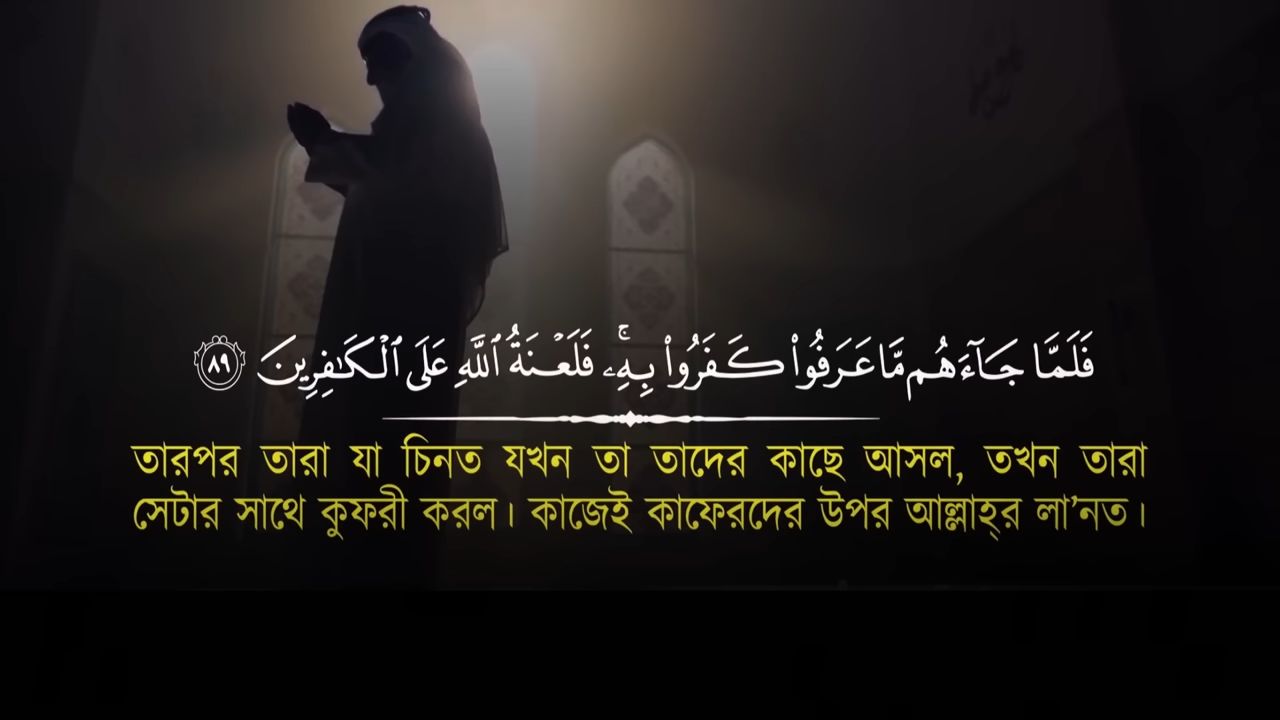 فَلَمَّا جَآءَهُم مَّا عَرَفُوا۟ كَفَرُوا۟ بِهِۦۚ فَلَعْنَةُ ٱللَّهِ عَلَى ٱلْكَـٰفِرِينَ ٨٩
তারপর তারা যা চিনত যখন তা তাদের কাছে আসল, তখন তারা
সেটার সাথে কুফরী করল। কাজেই কাফেরদের উপর আল্লাহ্‌র লা’নত।